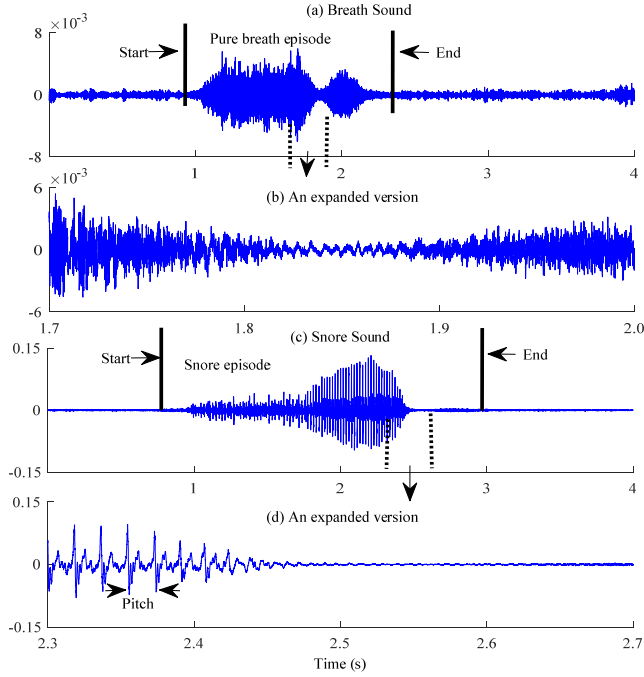 (a) Breath Sound
×10⁻³
8
Start
Pure breath episode
End
0
-8
1
2
3
4
×10⁻³
(b) An expanded version
6
0
-6
1.7
1.8
1.9
2.0
(c) Snore Sound
0.15
Start
Snore episode
End
0
-0.15
1
2
3
4
(d) An expanded version
0.15
0
Pitch
-0.15
2.3
2.4
2.5
2.6
2.7
Time (s)